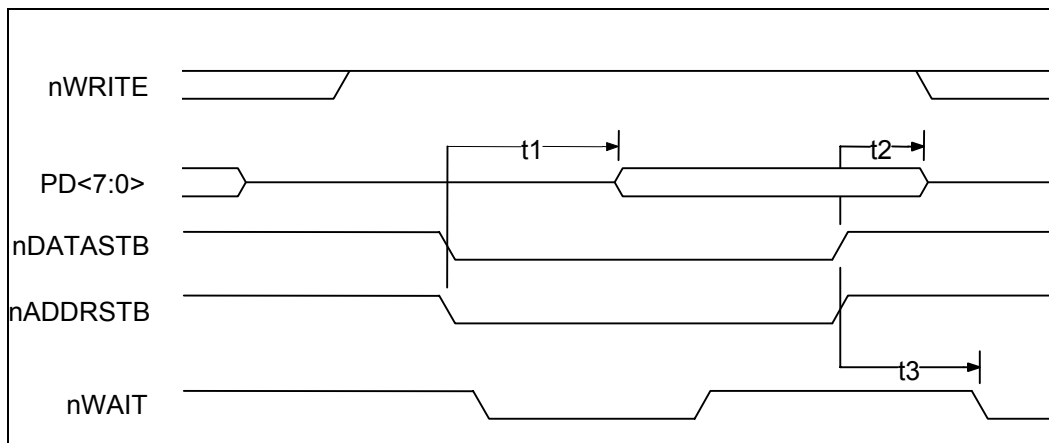 nWRITE
t1
t2
PD<7:0>
nDATASTB
nADDRSTB
t3
nWAIT